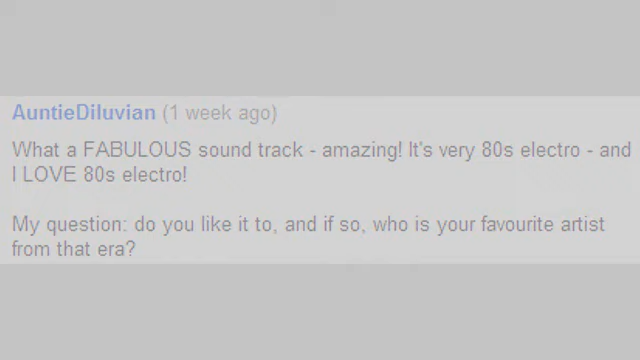 AuntieDiluvian (1 week ago)
What a FABULOUS sound track - amazing! It's very 80s electro - and
I LOVE 80s electro!
My question: do you like it to, and if so, who is your favourite artist
from that era?